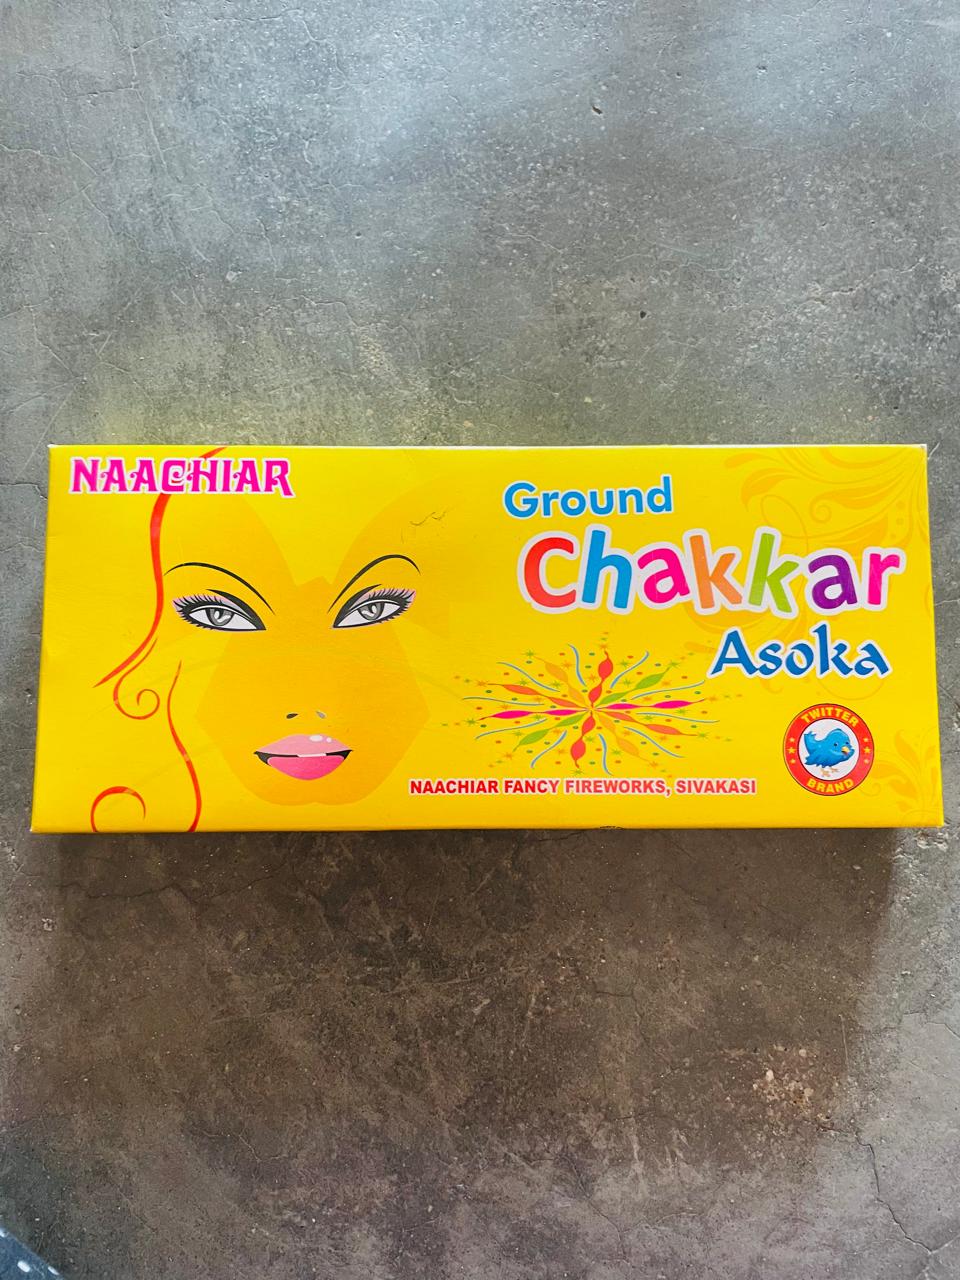 NAACHIAR
Ground
Chakkar
Asoka
TWITTER
BRAND
NAACHIAR FANCY FIREWORKS, SIVAKASI